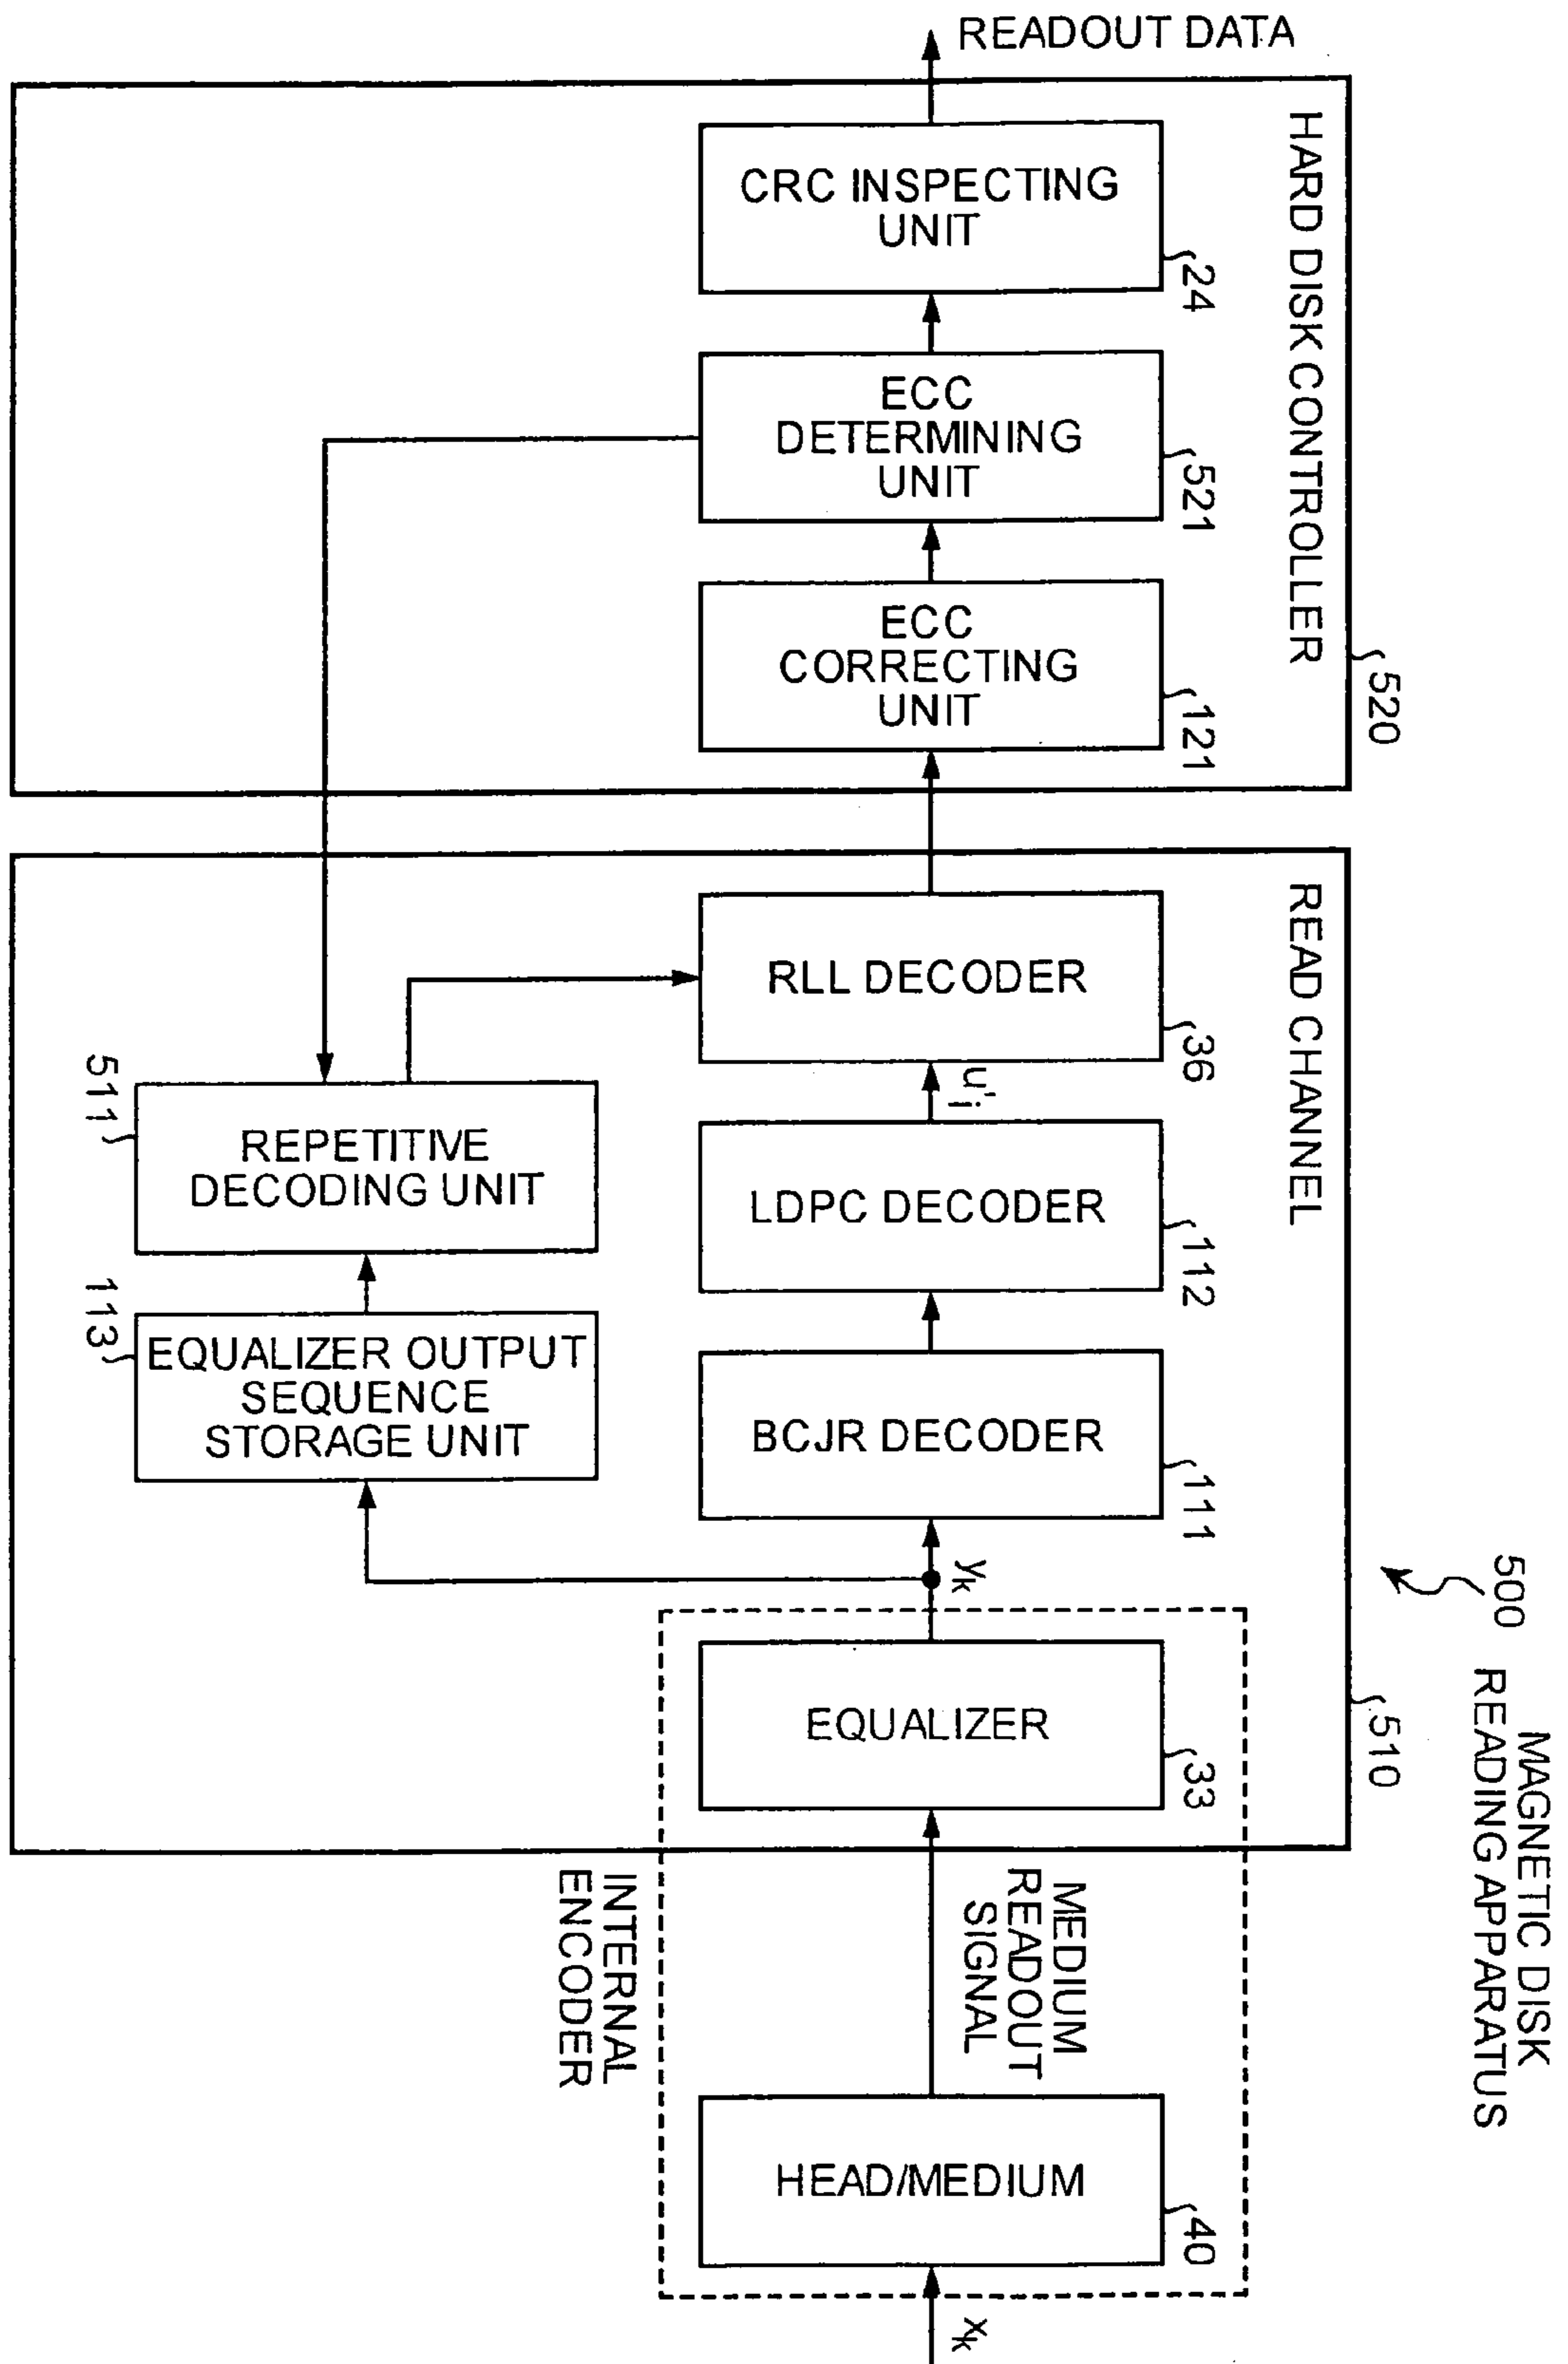 READOUT DATA
HARD DISK CONTROLLER
520
CRC INSPECTING
UNIT
24
ECC
DETERMINING
UNIT
521
ECC
CORRECTING
UNIT
121
READ CHANNEL
510
RLL DECODER
36
u'i
LDPC DECODER
112
BCJR DECODER
111
REPETITIVE
DECODING UNIT
511
EQUALIZER OUTPUT
SEQUENCE
STORAGE UNIT
113
yk
500
MAGNETIC DISK
READING APPARATUS
EQUALIZER
33
MEDIUM
READOUT
SIGNAL
INTERNAL
ENCODER
HEAD/MEDIUM
40
xk